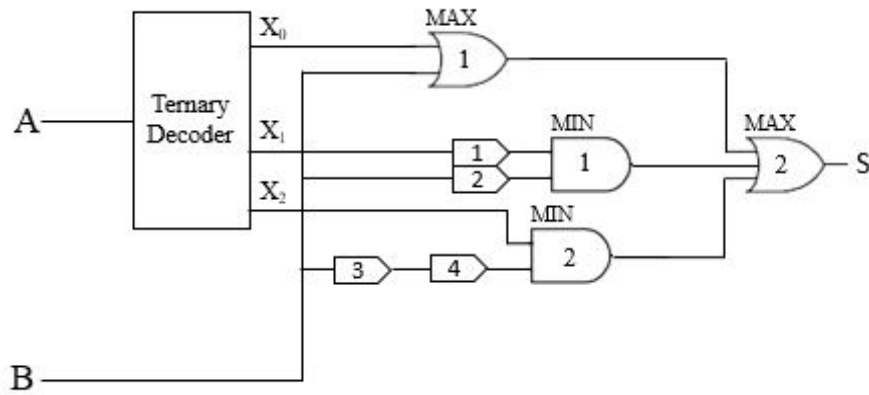 MAX
X₀
1
A
Ternary
Decoder
X₁
1
2
MIN
1
MAX
2
S
X₂
MIN
2
3
4
B